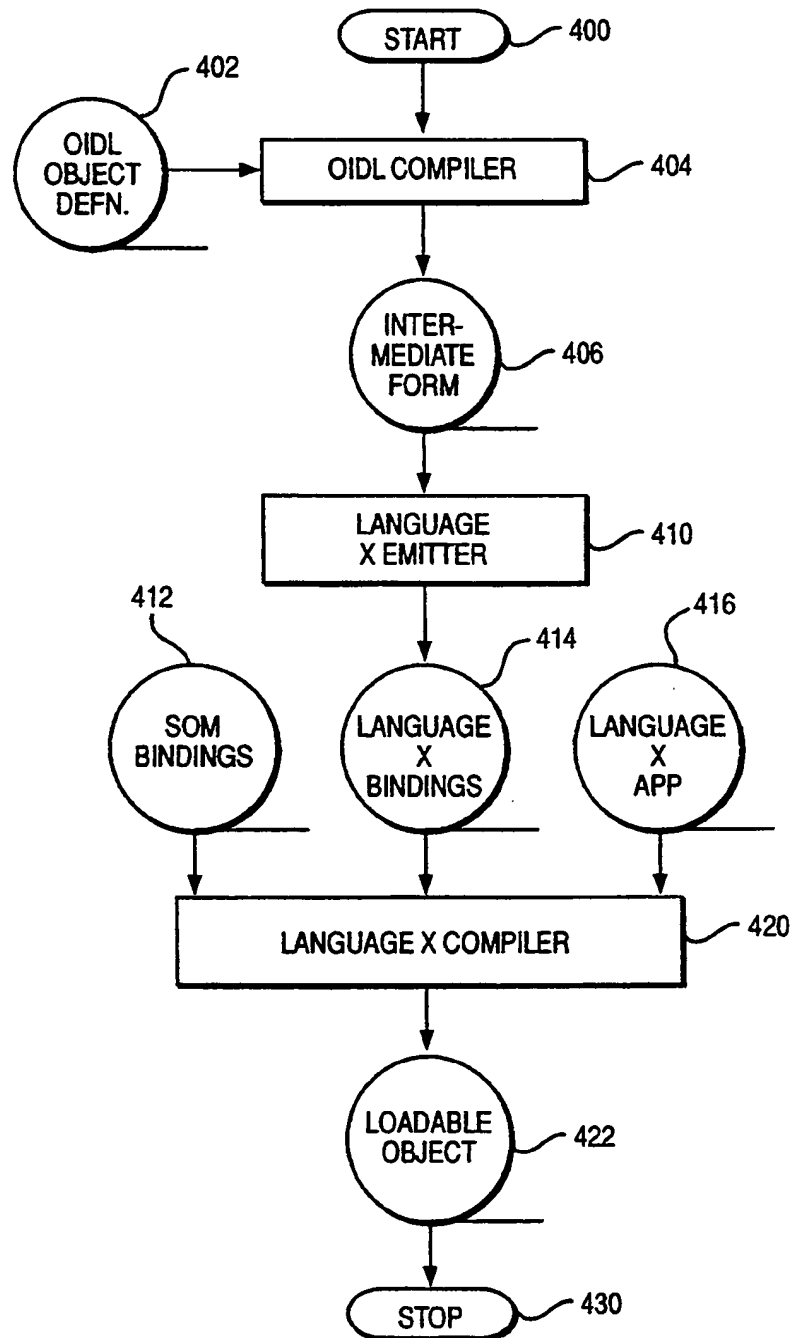 START
400
402
OIDL
OBJECT
DEFN.
OIDL COMPILER
404
INTER-
MEDIATE
FORM
406
LANGUAGE
X EMITTER
410
412
414
416
SOM
BINDINGS
LANGUAGE
X
BINDINGS
LANGUAGE
X
APP
LANGUAGE X COMPILER
420
LOADABLE
OBJECT
422
STOP
430